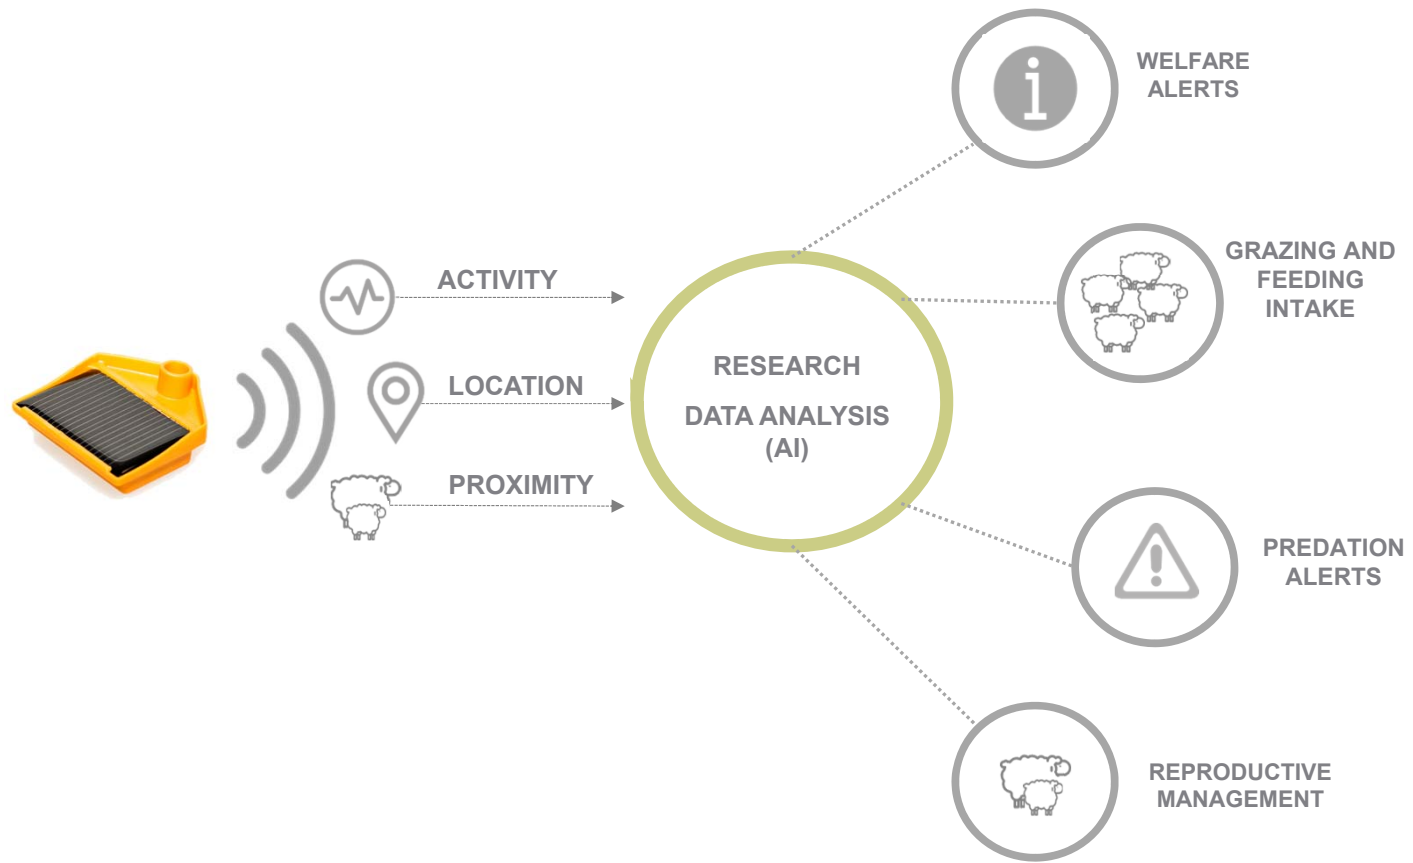 WELFARE
ALERTS
GRAZING AND
FEEDING
INTAKE
ACTIVITY
LOCATION
PROXIMITY
RESEARCH
DATA ANALYSIS
(AI)
PREDATION
ALERTS
REPRODUCTIVE
MANAGEMENT